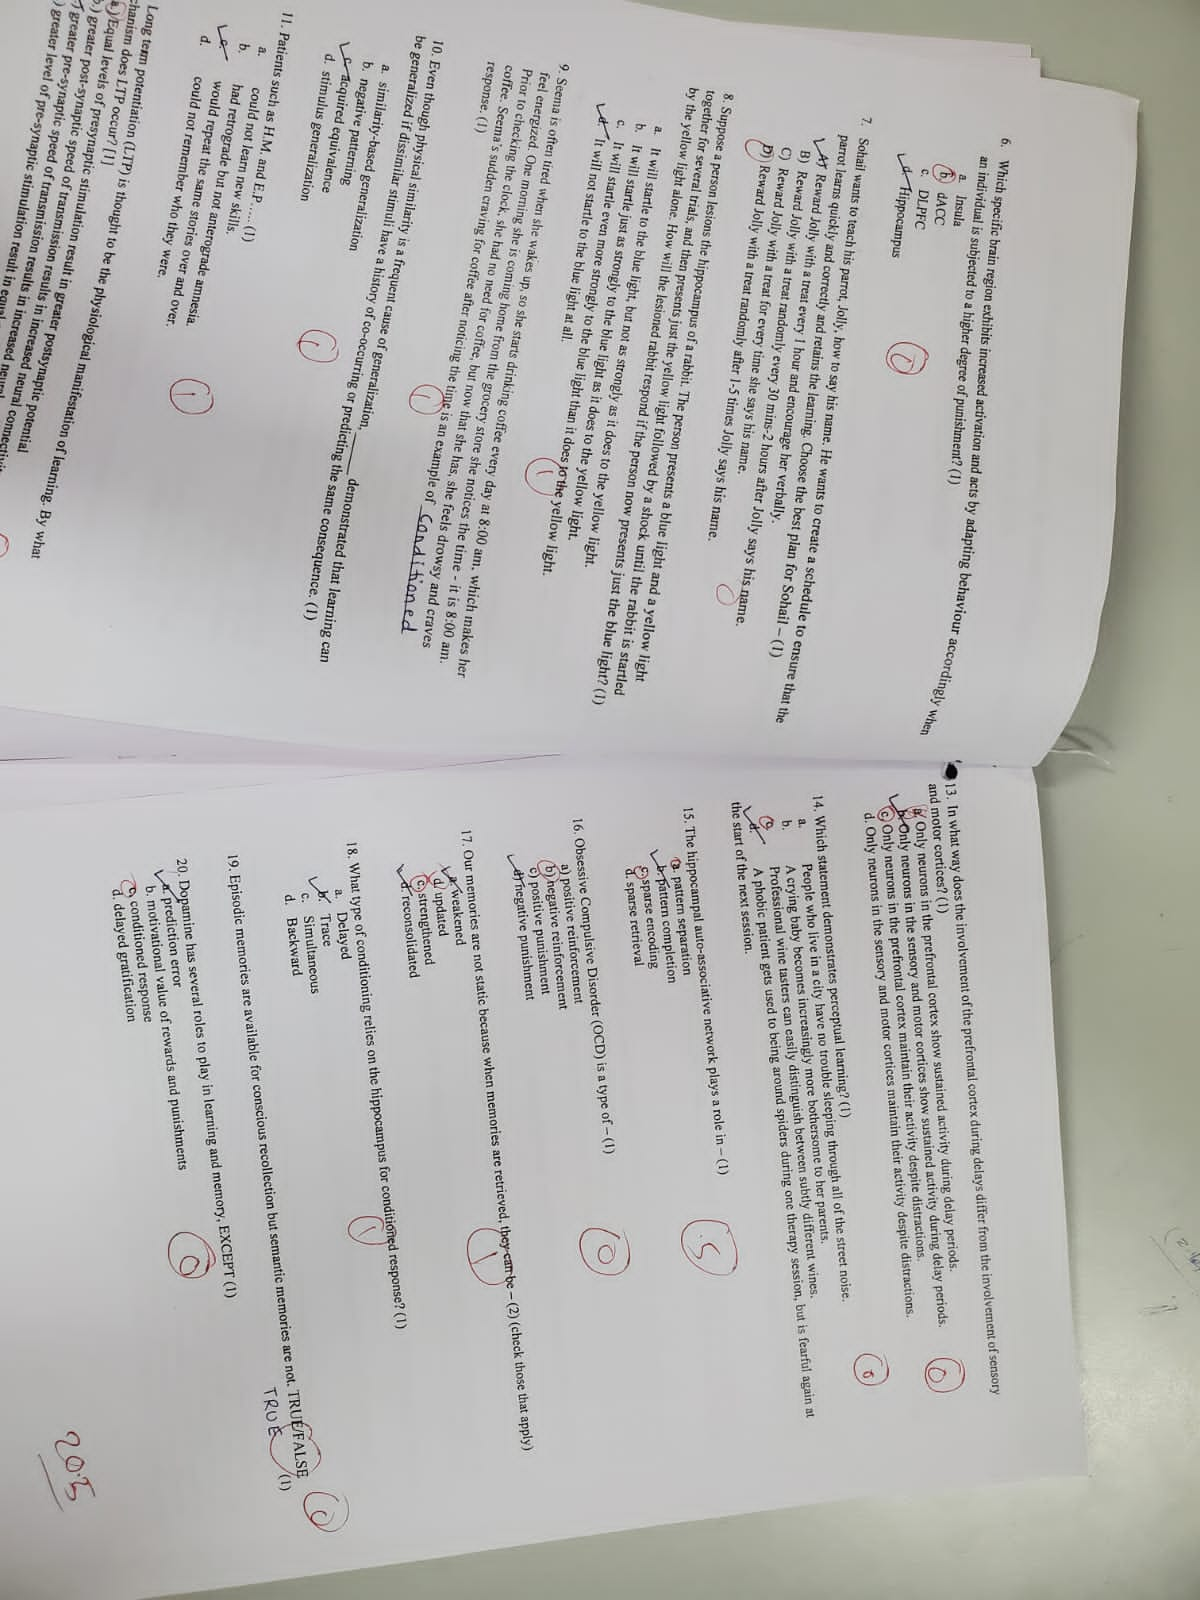 6. Which specific brain region exhibits increased activation and acts by adapting behaviour accordingly when
an individual is subjected to a higher degree of punishment? (1)
a. Insula
b. dACC
c. DLPFC
d. Hippocampus
0
7. Sohail wants to teach his parrot, Jolly, how to say his name. He wants to create a schedule to ensure that the
parrot learns quickly and correctly and retains the learning. Choose the best plan for Sohail – (1)
A) Reward Jolly with a treat every 1 hour and encourage her verbally.
B) Reward Jolly with a treat randomly every 30 mins-2 hours after Jolly says his name.
C) Reward Jolly with a treat for every time she says his name.
D) Reward Jolly with a treat randomly after 1-5 times Jolly says his name.
0
8. Suppose a person lesions the hippocampus of a rabbit. The person presents a blue light and a yellow light
together for several trials, and then presents just the yellow light followed by a shock until the rabbit is startled
by the yellow light alone. How will the lesioned rabbit respond if the person now presents just the blue light? (1)
a. It will startle to the blue light, but not as strongly as it does to the yellow light.
b. It will startle just as strongly to the blue light as it does to the yellow light.
c. It will startle even more strongly to the blue light than it does to the yellow light.
d. It will not startle to the blue light at all.
1
9. Seema is often tired when she wakes up, so she starts drinking coffee every day at 8:00 am, which makes her
feel energized. One morning she is coming home from the grocery store she notices the time - it is 8:00 am.
Prior to checking the clock, she had no need for coffee, but now that she has, she feels drowsy and craves
coffee. Seema's sudden craving for coffee after noticing the time is an example of Conditioned
response. (1)
1
10. Even though physical similarity is a frequent cause of generalization, ______ demonstrated that learning can
be generalized if dissimilar stimuli have a history of co-occurring or predicting the same consequence. (1)
a. similarity-based generalization
b. negative patterning
c. acquired equivalence
d. stimulus generalization
1
11. Patients such as H.M, and E.P ...... (1)
a. could not learn new skills.
b. had retrograde but not anterograde amnesia
c. would repeat the same stories over and over.
d. could not remember who they were.
1
Long term potentiation (LTP) is thought to be the physiological manifestation of learning. By what
chanism does LTP occur? [1]
a.) Equal levels of presynaptic stimulation result in greater postsynaptic potential
b.) greater post-synaptic speed of transmission results in increased neural connectivity
greater pre-synaptic speed of transmission results in increased neural
greater level of pre-synaptic stimulation result in equal
13. In what way does the involvement of the prefrontal cortex during delays differ from the involvement of sensory
and motor cortices? (1)
a. Only neurons in the prefrontal cortex show sustained activity during delay periods.
b. Only neurons in the sensory and motor cortices show sustained activity during delay periods.
c. Only neurons in the prefrontal cortex maintain their activity despite distractions.
d. Only neurons in the sensory and motor cortices maintain their activity despite distractions.
0
14. Which statement demonstrates perceptual learning? (1)
a. People who live in a city have no trouble sleeping through all of the street noise.
b. A crying baby becomes increasingly more bothersome to her parents.
c. Professional wine tasters can easily distinguish between subtly different wines.
d. A phobic patient gets used to being around spiders during one therapy session, but is fearful again at
the start of the next session.
0
15. The hippocampal auto-associative network plays a role in – (1)
a. pattern separation
b. pattern completion
c. sparse encoding
d. sparse retrieval
.5
16. Obsessive Compulsive Disorder (OCD) is a type of – (1)
a) positive reinforcement
b) negative reinforcement
c) positive punishment
d) negative punishment
0
17. Our memories are not static because when memories are retrieved, they can be – (2) (check those that apply)
a. weakened
d. updated
c. strengthened
d. reconsolidated
1
18. What type of conditioning relies on the hippocampus for conditioned response? (1)
a. Delayed
b. Trace
c. Simultaneous
d. Backward
1
19. Episodic memories are available for conscious recollection but semantic memories are not. TRUE/FALSE
(1)
TRUE
0
20. Dopamine has several roles to play in learning and memory, EXCEPT (1)
a. prediction error
b. motivational value of rewards and punishments
c. conditioned response
d. delayed gratification
0
20.5